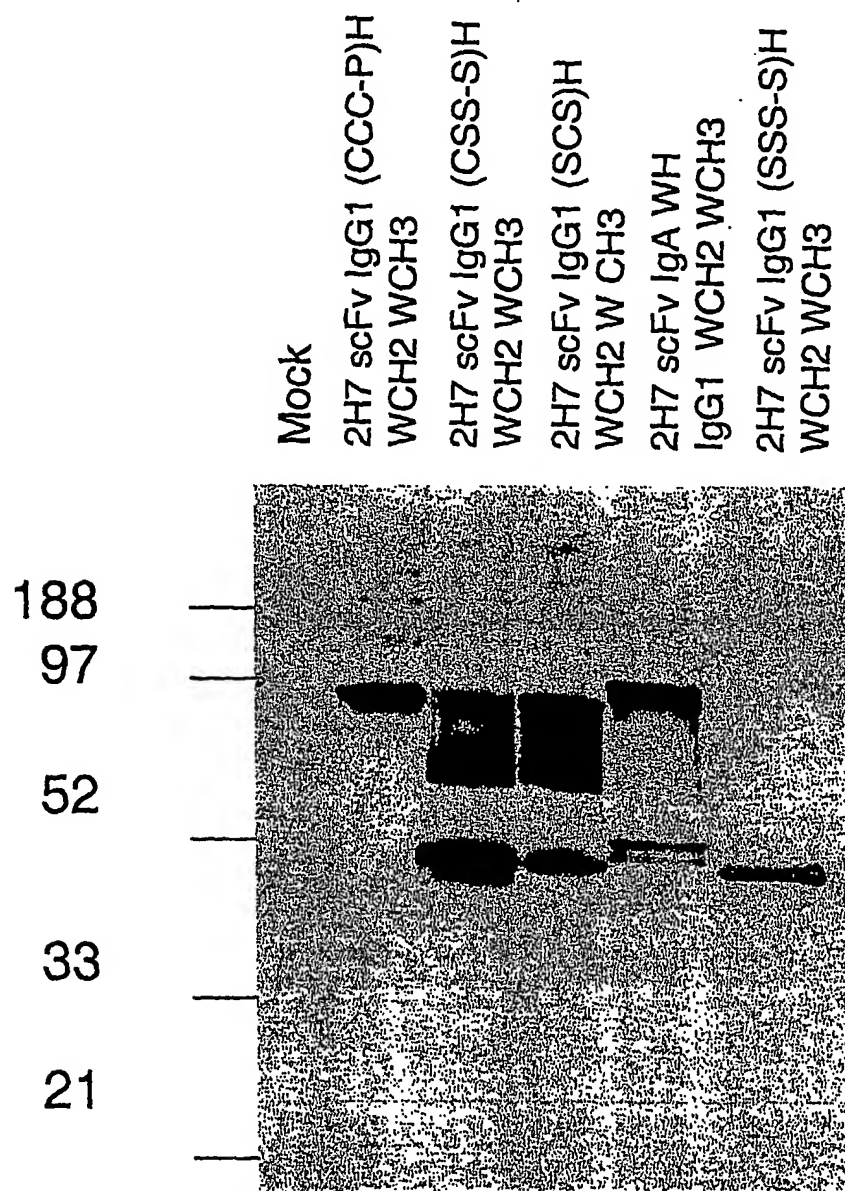 Mock
2H7 scFv IgG1 (CCC-P)H
WCH2 WCH3
2H7 scFv IgG1 (CSS-S)H
WCH2 WCH3
2H7 scFv IgG1 (SCS)H
WCH2 W CH3
2H7 scFv IgA WH
IgG1 WCH2 WCH3
2H7 scFv IgG1 (SSS-S)H
WCH2 WCH3
188
97
52
33
21